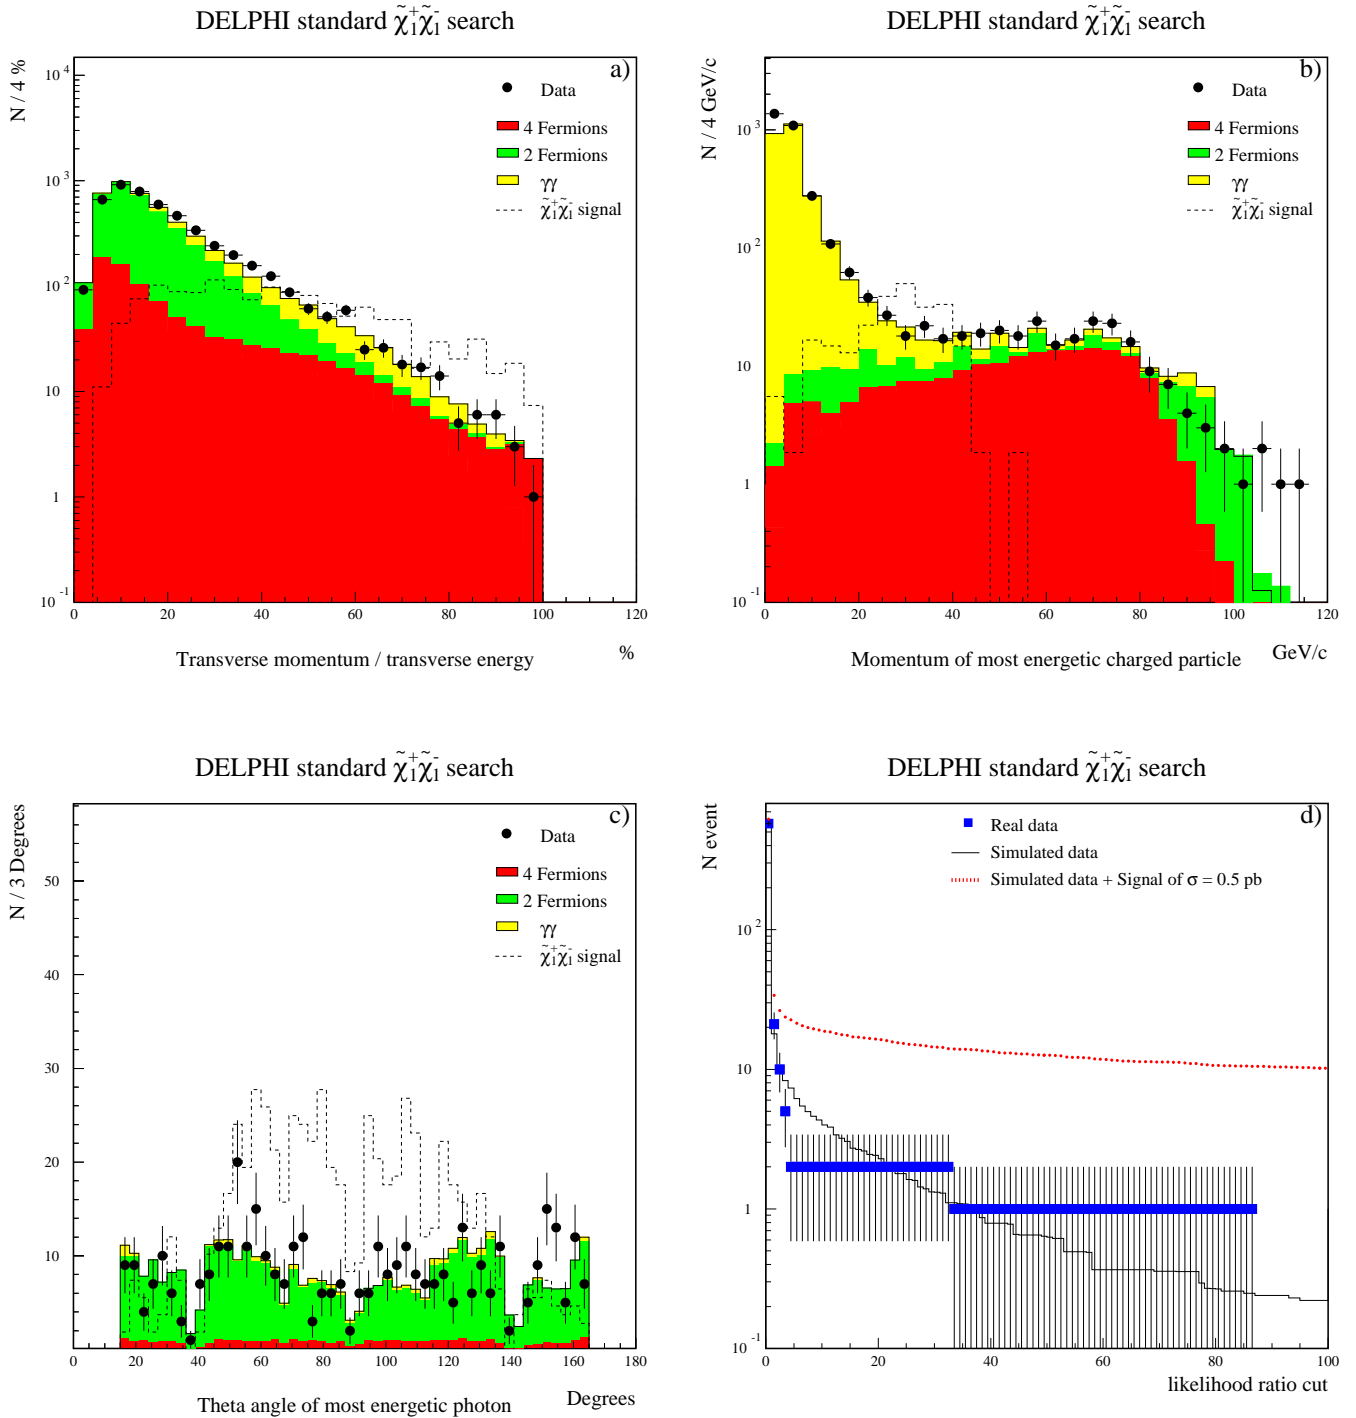 DELPHI standard χ̃₁⁺χ̃₁⁻ search
a)
N / 4 %
Data
4 Fermions
2 Fermions
γγ
χ̃₁⁺χ̃₁⁻ signal
10⁴
10³
10²
10
1
10⁻¹
0 20 40 60 80 100 120
Transverse momentum / transverse energy %
DELPHI standard χ̃₁⁺χ̃₁⁻ search
b)
N / 4 GeV/c
Data
4 Fermions
2 Fermions
γγ
χ̃₁⁺χ̃₁⁻ signal
10³
10²
10
1
10⁻¹
0 20 40 60 80 100 120
Momentum of most energetic charged particle GeV/c
DELPHI standard χ̃₁⁺χ̃₁⁻ search
c)
N / 3 Degrees
Data
4 Fermions
2 Fermions
γγ
χ̃₁⁺χ̃₁⁻ signal
50
40
30
20
10
0 20 40 60 80 100 120 140 160 180
Theta angle of most energetic photon Degrees
DELPHI standard χ̃₁⁺χ̃₁⁻ search
d)
N event
Real data
Simulated data
Simulated data + Signal of σ = 0.5 pb
10²
10
1
10⁻¹
0 20 40 60 80 100
likelihood ratio cut